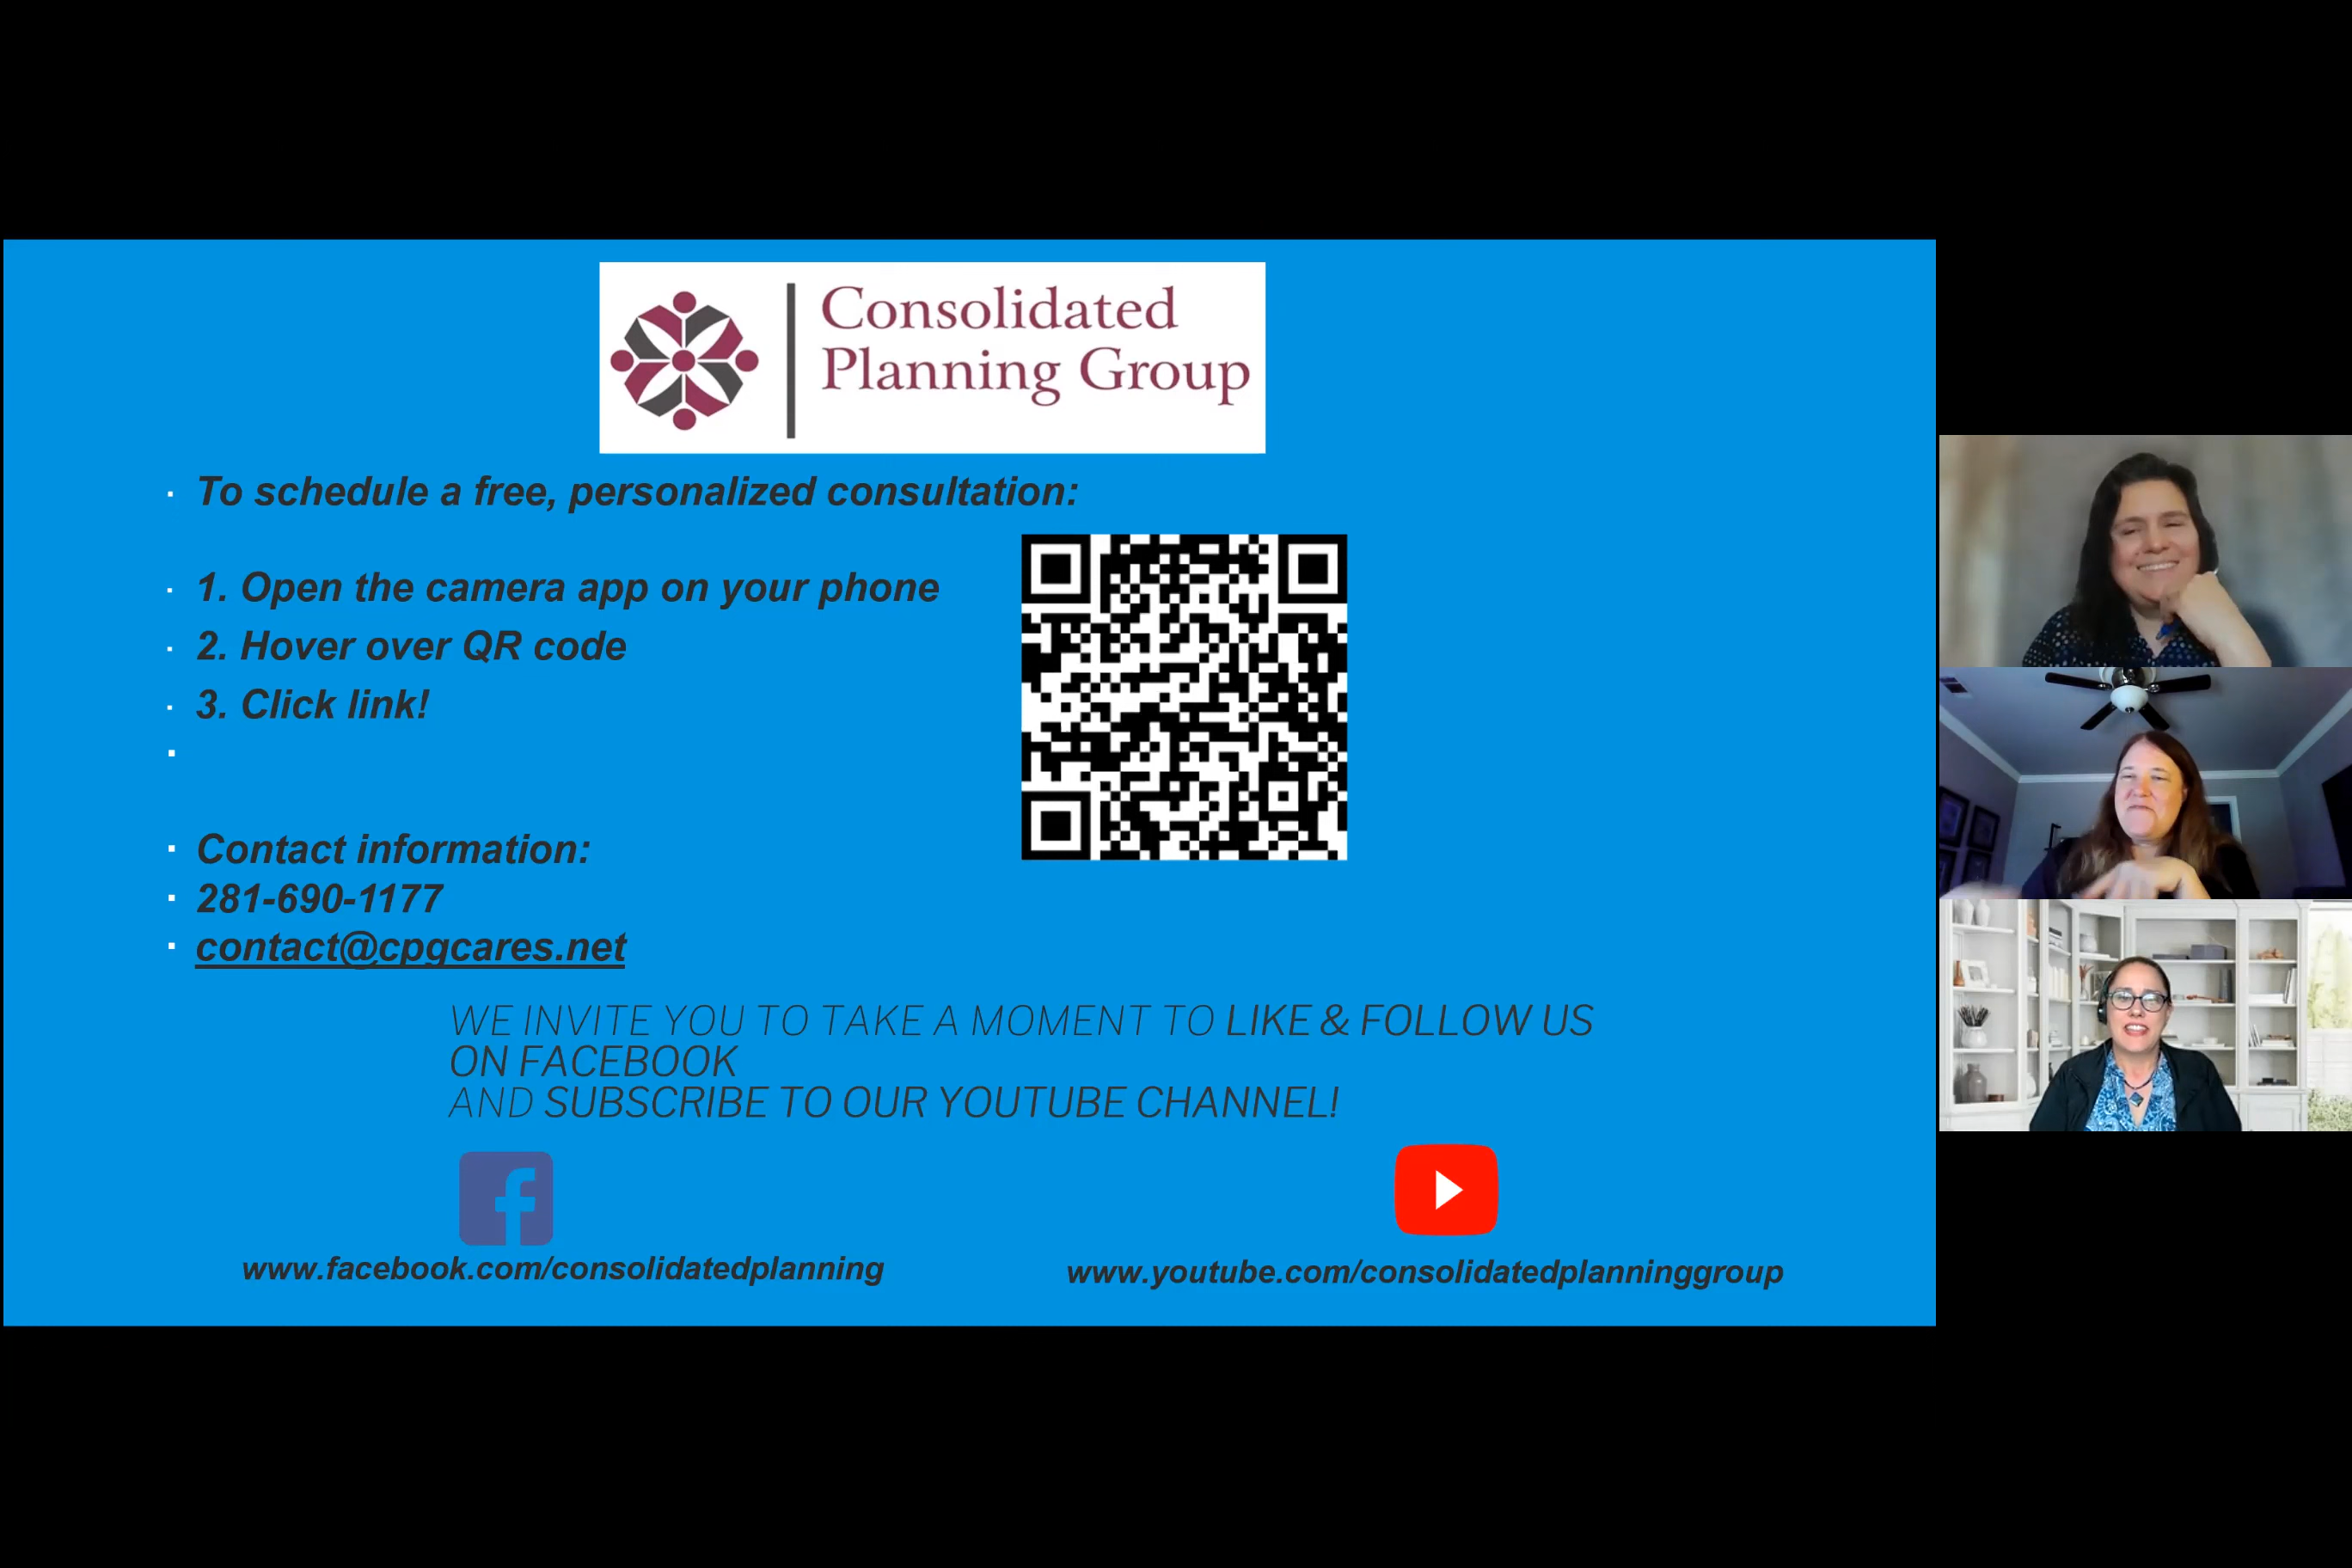 Consolidated
Planning Group
· To schedule a free, personalized consultation:
· 1. Open the camera app on your phone
· 2. Hover over QR code
· 3. Click link!
·
· Contact information:
· 281-690-1177
· contact@cpgcares.net
WE INVITE YOU TO TAKE A MOMENT TO LIKE & FOLLOW US
ON FACEBOOK
AND SUBSCRIBE TO OUR YOUTUBE CHANNEL!
www.facebook.com/consolidatedplanning
www.youtube.com/consolidatedplanninggroup